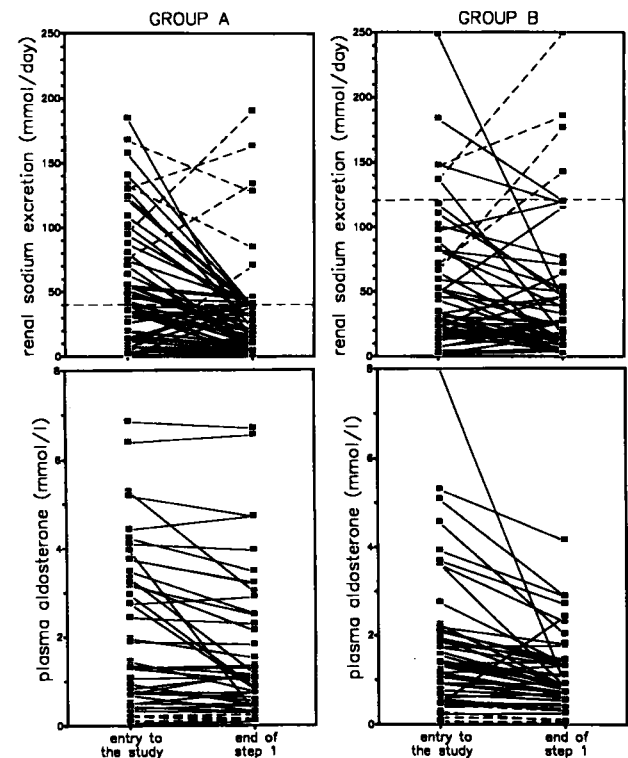 GROUP A
GROUP B
renal sodium excretion (mmol/day)
250
200
150
100
50
0
renal sodium excretion (mmol/day)
250
200
150
100
50
0
plasma aldosterone (mmol/l)
8
6
4
2
0
plasma aldosterone (mmol/l)
8
6
4
2
0
entry to
the study
end of
step 1
entry to
the study
end of
step 1